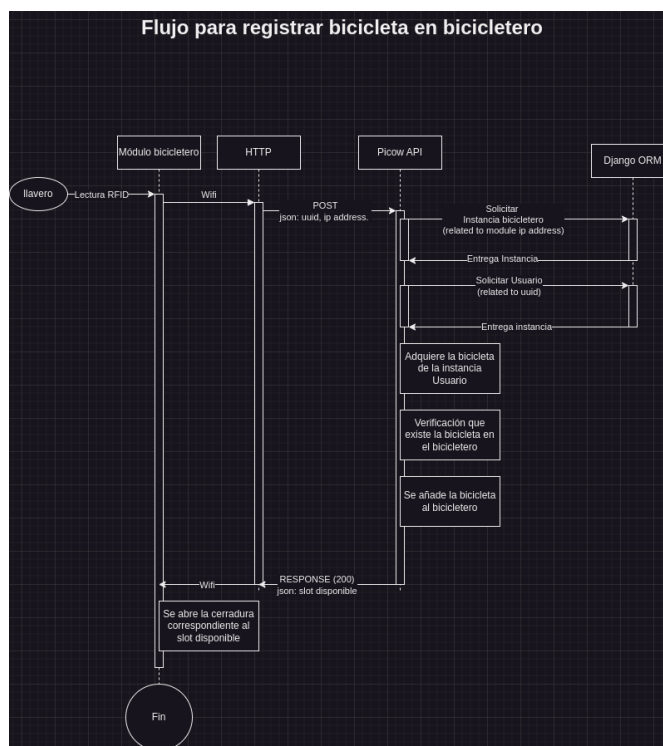 Flujo para registrar bicicleta en bicicletero
Módulo bicicletero
HTTP
Picow API
Django ORM
llavero
Lectura RFID
Wifi
POST
json: uuid, ip address.
Solicitar
Instancia bicicletero
(related to module ip address)
Entrega Instancia
Solicitar Usuario
(related to uuid)
Entrega instancia
Adquiere la bicicleta
de la instancia
Usuario
Verificación que
existe la bicicleta en
el bicicletero
Se añade la bicicleta
al bicicletero
Wifi
RESPONSE (200)
json: slot disponible
Se abre la cerradura
correspondiente al
slot disponible
Fin